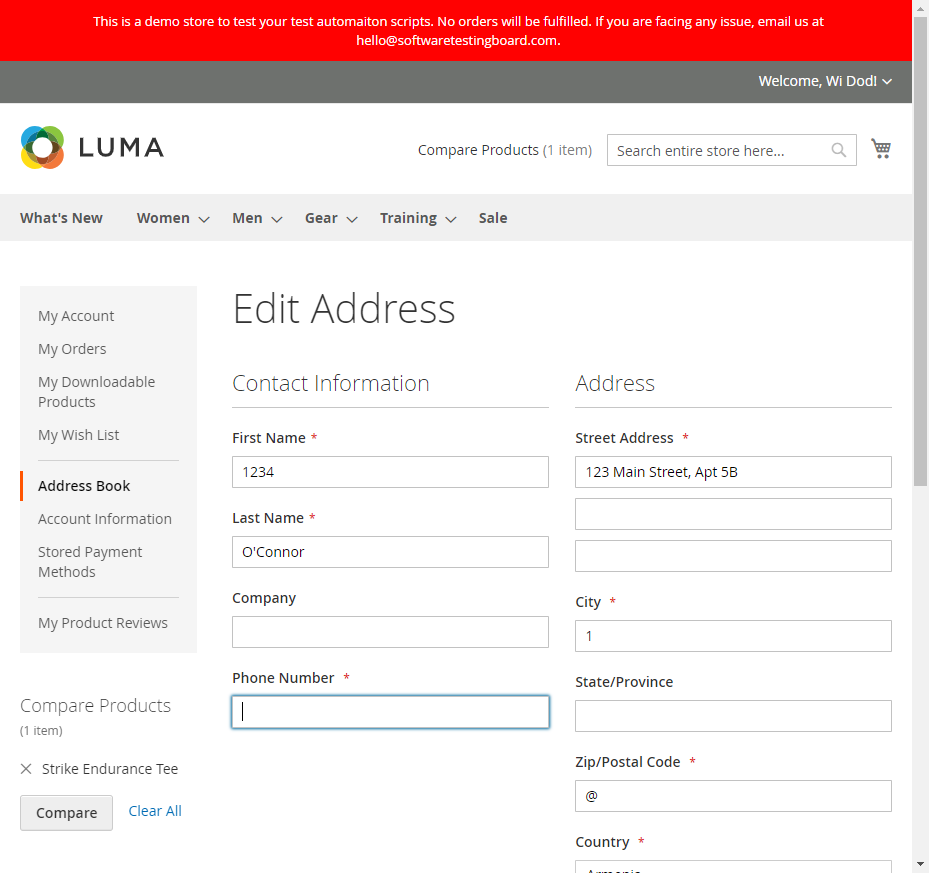 This is a demo store to test your test automaiton scripts. No orders will be fulfilled. If you are facing any issue, email us at
hello@softwaretestingboard.com.
Welcome, Wi Dod!
LUMA
Compare Products (1 item)
Search entire store here...
What's New Women Men Gear Training Sale
My Account
My Orders
My Downloadable
Products
My Wish List
Address Book
Account Information
Stored Payment
Methods
My Product Reviews
Compare Products
(1 item)
Strike Endurance Tee
Compare Clear All
Edit Address
Contact Information
First Name *
1234
Last Name *
O'Connor
Company
Phone Number *
Address
Street Address *
123 Main Street, Apt 5B
City *
1
State/Province
Zip/Postal Code *
@
Country *
Armenia